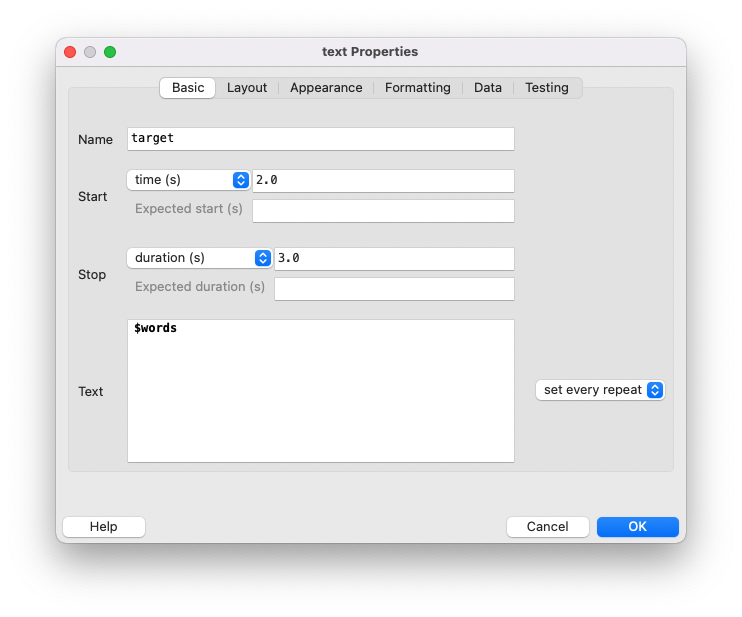 text Properties
Basic Layout Appearance Formatting Data Testing
Name target
Start time (s) 2.0
Expected start (s)
Stop duration (s) 3.0
Expected duration (s)
$words
Text set every repeat
Help Cancel OK